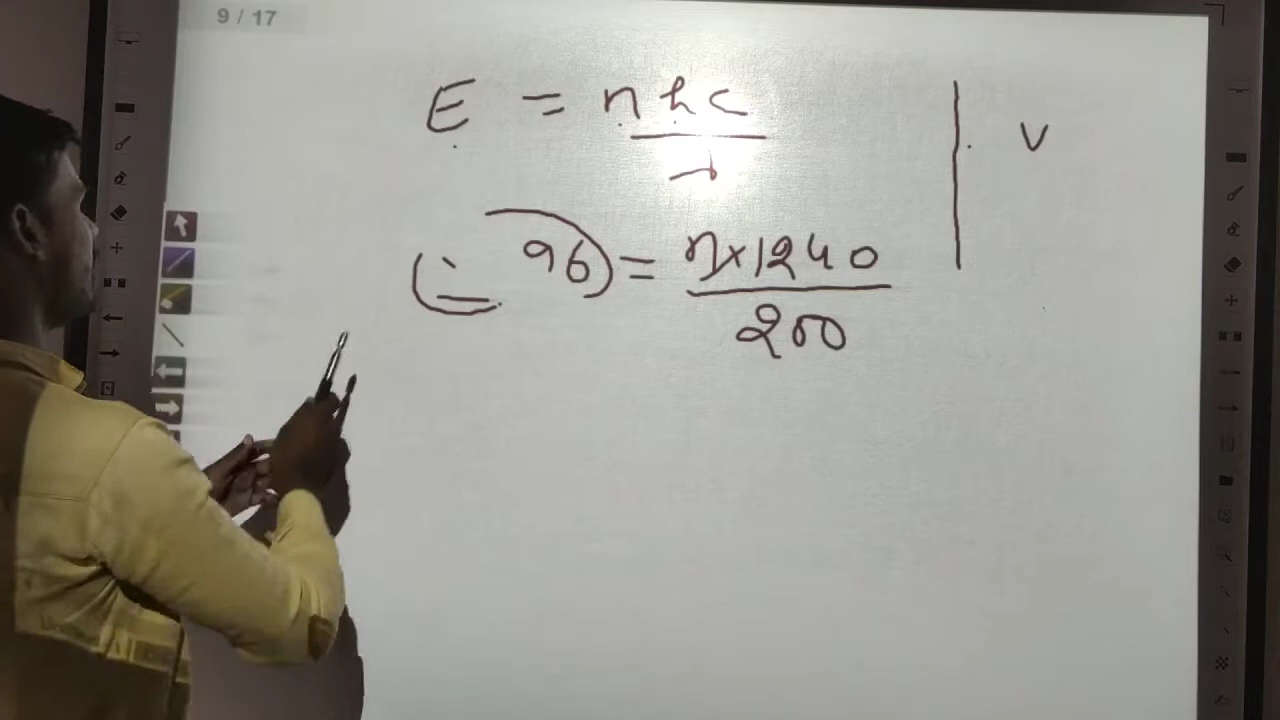 9 / 17
E = nhc
λ
v
96) = n×1240
200